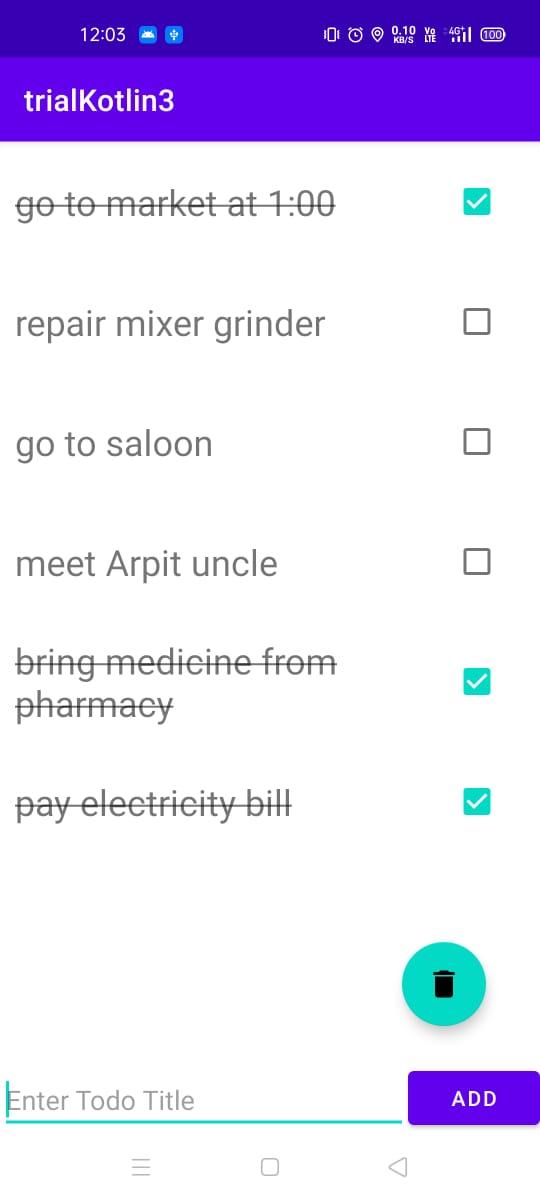 12:03
0.10 KB/S
Vo LTE
4G+
100
trialKotlin3
go to market at 1:00
repair mixer grinder
go to saloon
meet Arpit uncle
bring medicine from
pharmacy
pay electricity bill
Enter Todo Title
ADD